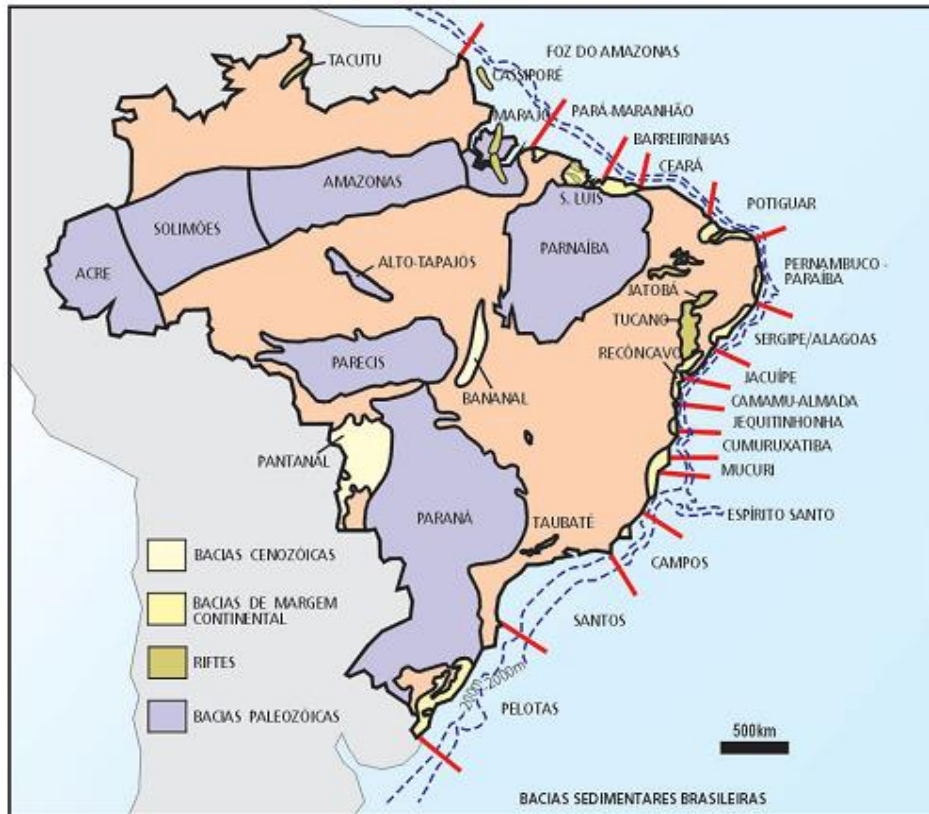 FOZ DO AMAZONAS
TACUTU
CASSIPORÉ
MARAJÓ
PARÁ-MARANHÃO
BARREIRINHAS
CEARÁ
AMAZONAS
S. LUIS
POTIGUAR
SOLIMÕES
PARNAÍBA
ALTO-TAPAJÓS
ACRE
PERNAMBUCO -
PARAÍBA
JATOBÁ
TUCANO
SERGIPE/ALAGOAS
RECÔNCAVO
PARECIS
JACUÍPE
BANANAL
CAMAMU-ALMADA
JEQUITINHONHA
CUMURUXATIBA
PANTANAL
MUCURI
PARANÁ
TAUBATÉ
ESPÍRITO SANTO
CAMPOS
SANTOS
200m
2000m
PELOTAS
BACIAS CENOZÓICAS
BACIAS DE MARGEM
CONTINENTAL
RIFTES
BACIAS PALEOZÓICAS
500km
BACIAS SEDIMENTARES BRASILEIRAS